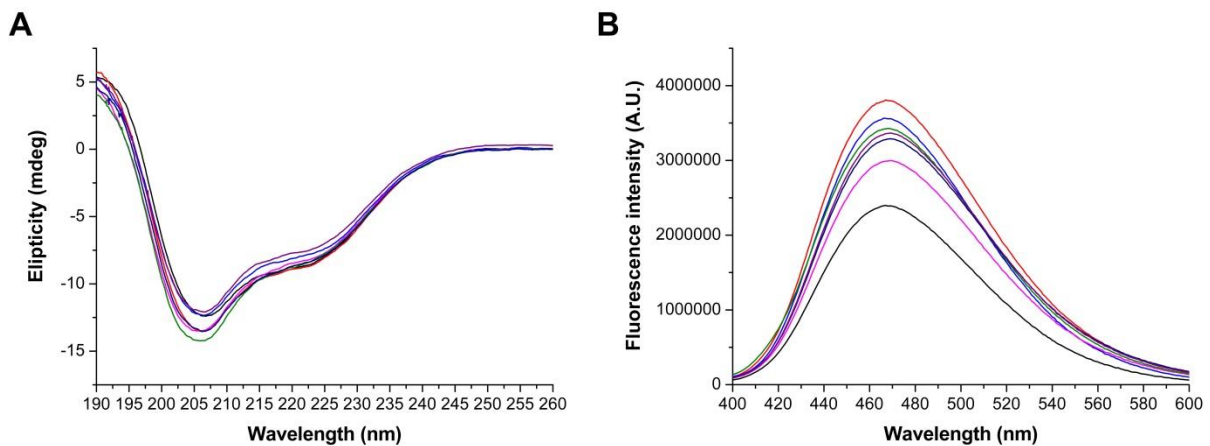 A
Elipticity (mdeg)
5
0
-5
-10
-15
190 195 200 205 210 215 220 225 230 235 240 245 250 255 260
Wavelength (nm)
B
Fluorescence intensity (A.U.)
4000000
3000000
2000000
1000000
0
400 420 440 460 480 500 520 540 560 580 600
Wavelength (nm)